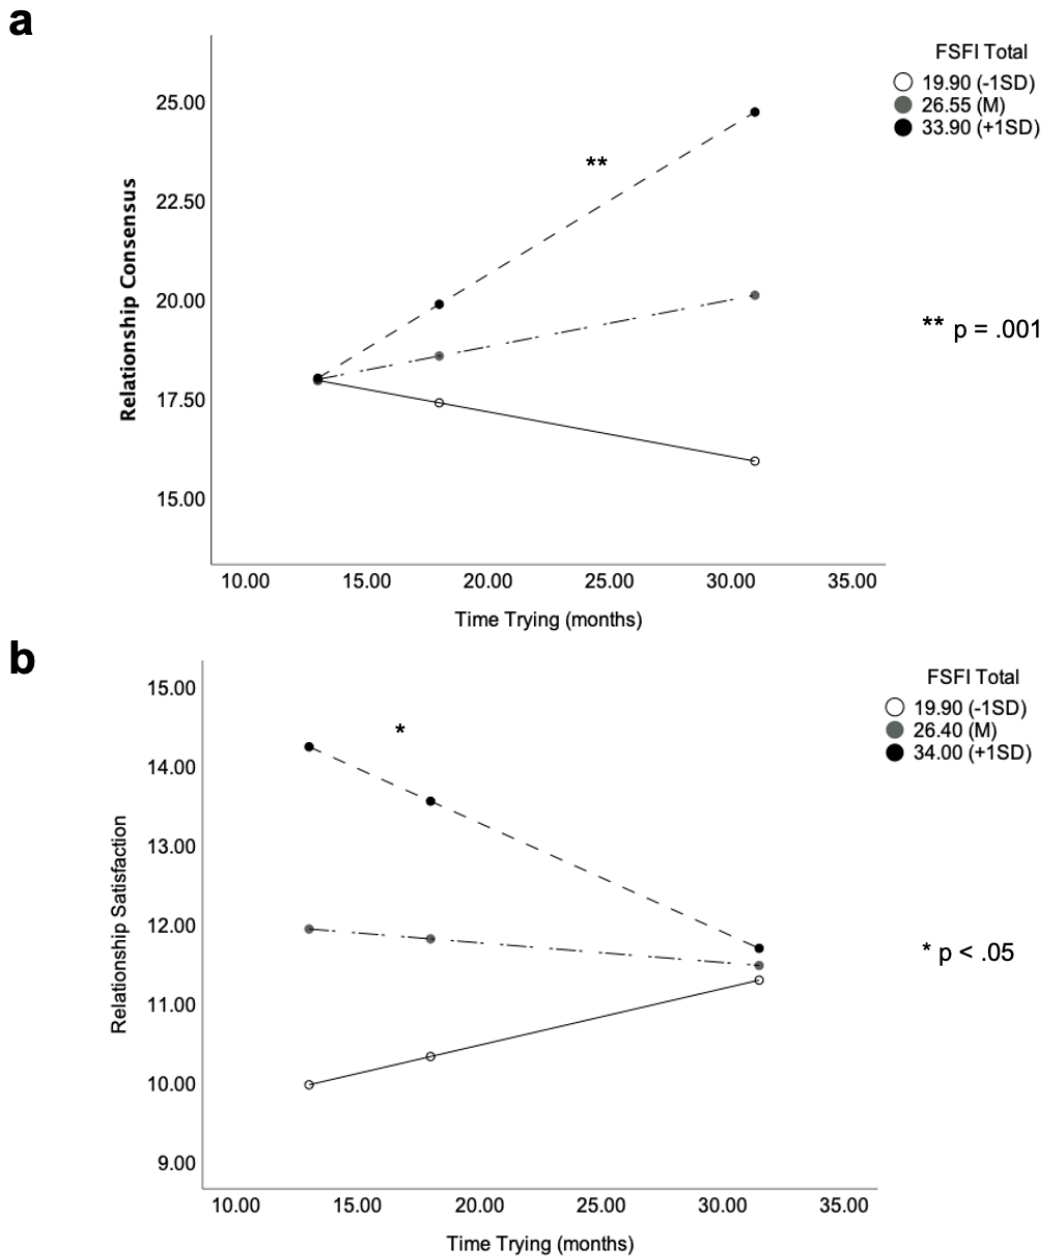 a
FSFI Total
19.90 (-1SD)
26.55 (M)
33.90 (+1SD)
25.00
22.50
20.00
17.50
15.00
Relationship Consensus
**
** p = .001
10.00 15.00 20.00 25.00 30.00 35.00
Time Trying (months)
b
FSFI Total
19.90 (-1SD)
26.40 (M)
34.00 (+1SD)
15.00
14.00
13.00
12.00
11.00
10.00
9.00
Relationship Satisfaction
*
* p < .05
10.00 15.00 20.00 25.00 30.00 35.00
Time Trying (months)